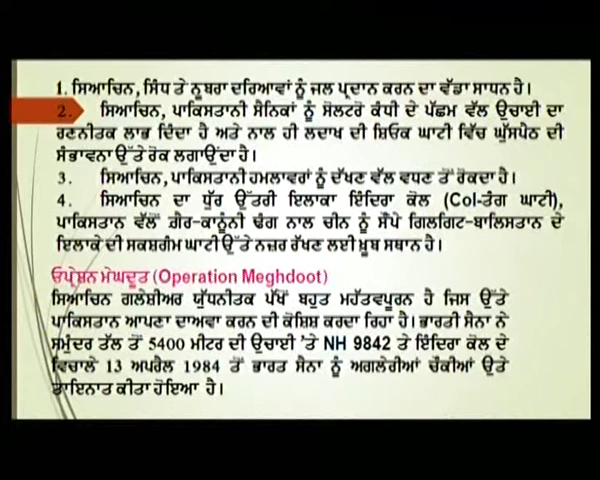 1. ਸਿਆਚਿਨ, ਸਿੰਧ ਤੇ ਨੂਬਰਾ ਦਰਿਆਵਾਂ ਨੂੰ ਜਲ ਪ੍ਰਦਾਨ ਕਰਨ ਦਾ ਵੱਡਾ ਸਾਧਨ ਹੈ।
2. ਸਿਆਚਿਨ, ਪਾਕਿਸਤਾਨੀ ਸੈਨਿਕਾਂ ਨੂੰ ਸੋਲਟਰੋ ਕੰਧੀ ਦੇ ਪੱਛਮ ਵੱਲ ਉਚਾਈ ਦਾ
ਰਣਨੀਤਕ ਲਾਭ ਦਿੰਦਾ ਹੈ ਅਤੇ ਨਾਲ ਹੀ ਲਦਾਖ ਦੀ ਸ਼ਿਓਕ ਘਾਟੀ ਵਿੱਚ ਘੁੱਸਪੈਠ ਦੀ
ਸੰਭਾਵਨਾ ਉੱਤੇ ਰੋਕ ਲਗਾਉਂਦਾ ਹੈ।
3. ਸਿਆਚਿਨ, ਪਾਕਿਸਤਾਨੀ ਹਮਲਾਵਰਾਂ ਨੂੰ ਦੱਖਣ ਵੱਲ ਵਧਣ ਤੋਂ ਰੋਕਦਾ ਹੈ।
4. ਸਿਆਚਿਨ ਦਾ ਧੁੱਰ ਉੱਤਰੀ ਇਲਾਕਾ ਇੰਦਿਰਾ ਕੋਲ (Col-ਤੰਗ ਘਾਟੀ),
ਪਾਕਿਸਤਾਨ ਵੱਲੋਂ ਗ਼ੈਰ-ਕਾਨੂੰਨੀ ਢੰਗ ਨਾਲ ਚੀਨ ਨੂੰ ਸੌਂਪੇ ਗਿਲਗਿਟ-ਬਾਲਿਸਤਾਨ ਦੇ
ਇਲਾਕੇ ਦੀ ਸਕਸ਼ਗੀਮ ਘਾਟੀ ਉੱਤੇ ਨਜ਼ਰ ਰੱਖਣ ਲਈ ਖ਼ੂਬ ਸਥਾਨ ਹੈ।
ਓਪ੍ਰੇਸ਼ਨ ਮੇਘਦੂਤ (Operation Meghdoot)
ਸਿਆਚਿਨ ਗਲੇਸ਼ੀਅਰ ਯੁੱਧਨੀਤਕ ਪੱਖੋਂ ਬਹੁਤ ਮਹੱਤਵਪੂਰਨ ਹੈ ਜਿਸ ਉੱਤੇ
ਪਾਕਿਸਤਾਨ ਆਪਣਾ ਦਾਅਵਾ ਕਰਨ ਦੀ ਕੋਸ਼ਿਸ਼ ਕਰਦਾ ਰਿਹਾ ਹੈ। ਭਾਰਤੀ ਸੈਨਾ ਨੇ
ਸਮੁੰਦਰ ਤੱਲ ਤੋਂ 5400 ਮੀਟਰ ਦੀ ਉਚਾਈ 'ਤੇ NH 9842 ਤੇ ਇੰਦਿਰਾ ਕੋਲ ਦੇ
ਵਿਚਾਲੇ 13 ਅਪਰੈਲ 1984 ਤੋਂ ਭਾਰਤ ਸੈਨਾ ਨੂੰ ਅਗਲੇਰੀਆਂ ਚੌਂਕੀਆਂ ਉੱਤੇ
ਤਾਇਨਾਤ ਕੀਤਾ ਹੋਇਆ ਹੈ।